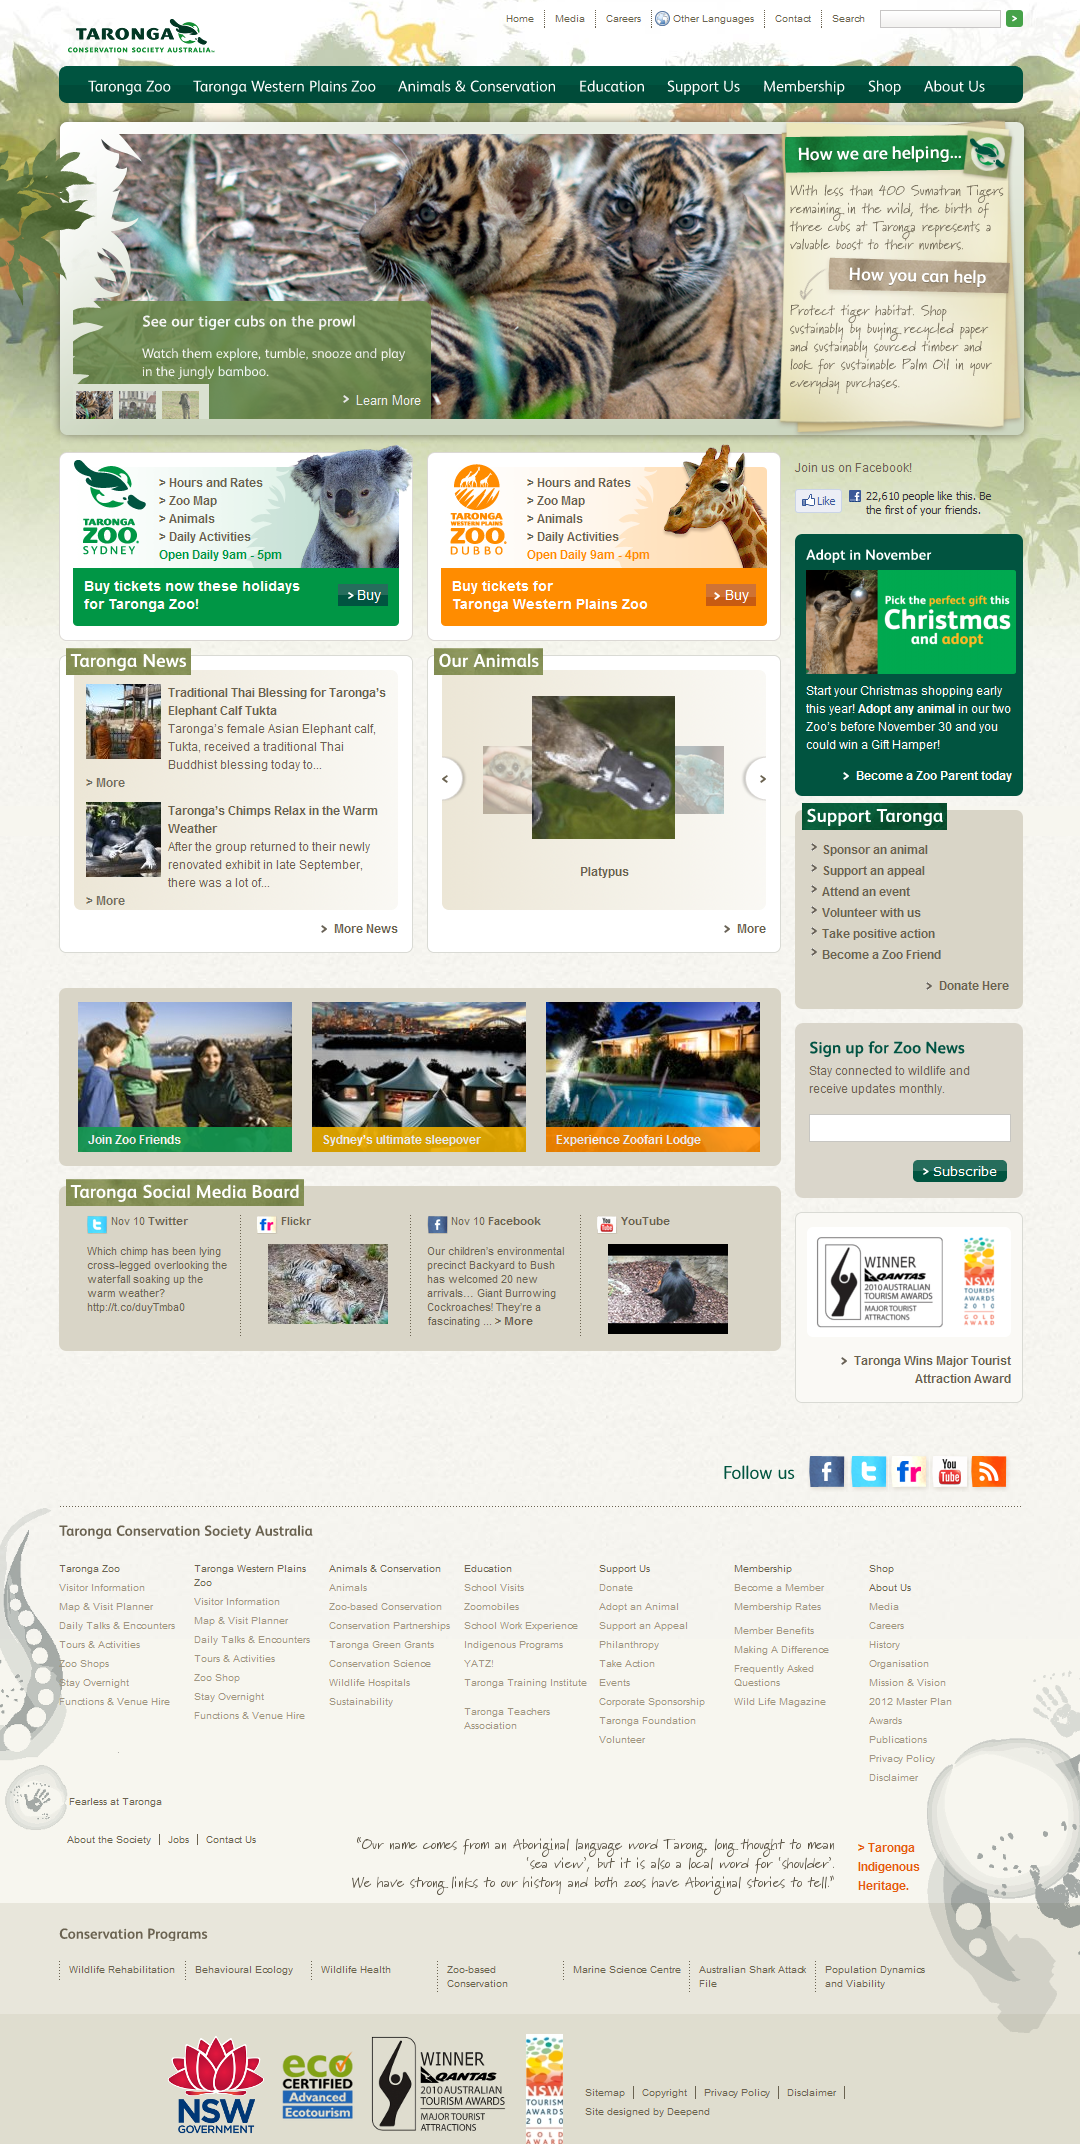 TARONGA
CONSERVATION SOCIETY AUSTRALIA
Home
Media
Careers
Other Languages
Contact
Search
Taronga Zoo
Taronga Western Plains Zoo
Animals & Conservation
Education
Support Us
Membership
Shop
About Us
See our tiger cubs on the prowl
Watch them explore, tumble, snooze and play
in the jungly bamboo.
> Learn More
How we are helping...
With less than 400 Sumatran Tigers
remaining in the wild, the birth of
three cubs at Taronga represents a
valuable boost to their numbers.
How you can help
Protect tiger habitat. Shop
sustainably by buying recycled paper
and sustainably sourced timber and
look for sustainable Palm Oil in your
everyday purchases.
TARONGA
ZOO
SYDNEY
> Hours and Rates
> Zoo Map
> Animals
> Daily Activities
Open Daily 9am - 5pm
Buy tickets now these holidays
for Taronga Zoo!
> Buy
TARONGA
WESTERN PLAINS
ZOO
DUBBO
> Hours and Rates
> Zoo Map
> Animals
> Daily Activities
Open Daily 9am - 4pm
Buy tickets for
Taronga Western Plains Zoo
> Buy
Join us on Facebook!
Like
22,610 people like this. Be
the first of your friends.
Adopt in November
Pick the perfect gift this
Christmas
and adopt
Start your Christmas shopping early
this year! Adopt any animal in our two
Zoo's before November 30 and you
could win a Gift Hamper!
> Become a Zoo Parent today
Taronga News
Traditional Thai Blessing for Taronga's
Elephant Calf Tukta
Taronga's female Asian Elephant calf,
Tukta, received a traditional Thai
Buddhist blessing today to...
> More
Taronga's Chimps Relax in the Warm
Weather
After the group returned to their newly
renovated exhibit in late September,
there was a lot of...
> More
> More News
Our Animals
Platypus
> More
Support Taronga
> Sponsor an animal
> Support an appeal
> Attend an event
> Volunteer with us
> Take positive action
> Become a Zoo Friend
> Donate Here
Join Zoo Friends
Sydney's ultimate sleepover
Experience Zoofari Lodge
Sign up for Zoo News
Stay connected to wildlife and
receive updates monthly.
> Subscribe
Taronga Social Media Board
Nov 10 Twitter
Which chimp has been lying
cross-legged overlooking the
waterfall soaking up the
warm weather?
http://t.co/duyTmba0
Flickr
Nov 10 Facebook
Our children's environmental
precinct Backyard to Bush
has welcomed 20 new
arrivals... Giant Burrowing
Cockroaches! They're a
fascinating ... > More
YouTube
WINNER
QANTAS
2010 AUSTRALIAN
TOURISM AWARDS
MAJOR TOURIST
ATTRACTIONS
NSW
TOURISM
AWARDS
2010
GOLD
AWARD
> Taronga Wins Major Tourist
Attraction Award
Follow us
Taronga Conservation Society Australia
Taronga Zoo
Visitor Information
Map & Visit Planner
Daily Talks & Encounters
Tours & Activities
Zoo Shops
Stay Overnight
Functions & Venue Hire
Taronga Western Plains
Zoo
Visitor Information
Map & Visit Planner
Daily Talks & Encounters
Tours & Activities
Zoo Shop
Stay Overnight
Functions & Venue Hire
Animals & Conservation
Animals
Zoo-based Conservation
Conservation Partnerships
Taronga Green Grants
Conservation Science
Wildlife Hospitals
Sustainability
Education
School Visits
Zoomobiles
School Work Experience
Indigenous Programs
YATZ!
Taronga Training Institute
Taronga Teachers
Association
Support Us
Donate
Adopt an Animal
Support an Appeal
Philanthropy
Take Action
Events
Corporate Sponsorship
Taronga Foundation
Volunteer
Membership
Become a Member
Membership Rates
Member Benefits
Making A Difference
Frequently Asked
Questions
Wild Life Magazine
Shop
About Us
Media
Careers
History
Organisation
Mission & Vision
2012 Master Plan
Awards
Publications
Privacy Policy
Disclaimer
Fearless at Taronga
About the Society
Jobs
Contact Us
"Our name comes from an Aboriginal language word Tarong, long thought to mean
'sea view', but it is also a local word for 'shoulder'.
We have strong links to our history and both zoos have Aboriginal stories to tell."
> Taronga
Indigenous
Heritage.
Conservation Programs
Wildlife Rehabilitation
Behavioural Ecology
Wildlife Health
Zoo-based
Conservation
Marine Science Centre
Australian Shark Attack
File
Population Dynamics
and Viability
NSW
GOVERNMENT
eco
CERTIFIED
Advanced
Ecotourism
WINNER
QANTAS
2010 AUSTRALIAN
TOURISM AWARDS
MAJOR TOURIST
ATTRACTIONS
NSW
TOURISM
AWARDS
2010
GOLD
AWARD
Sitemap
Copyright
Privacy Policy
Disclaimer
Site designed by Deepend